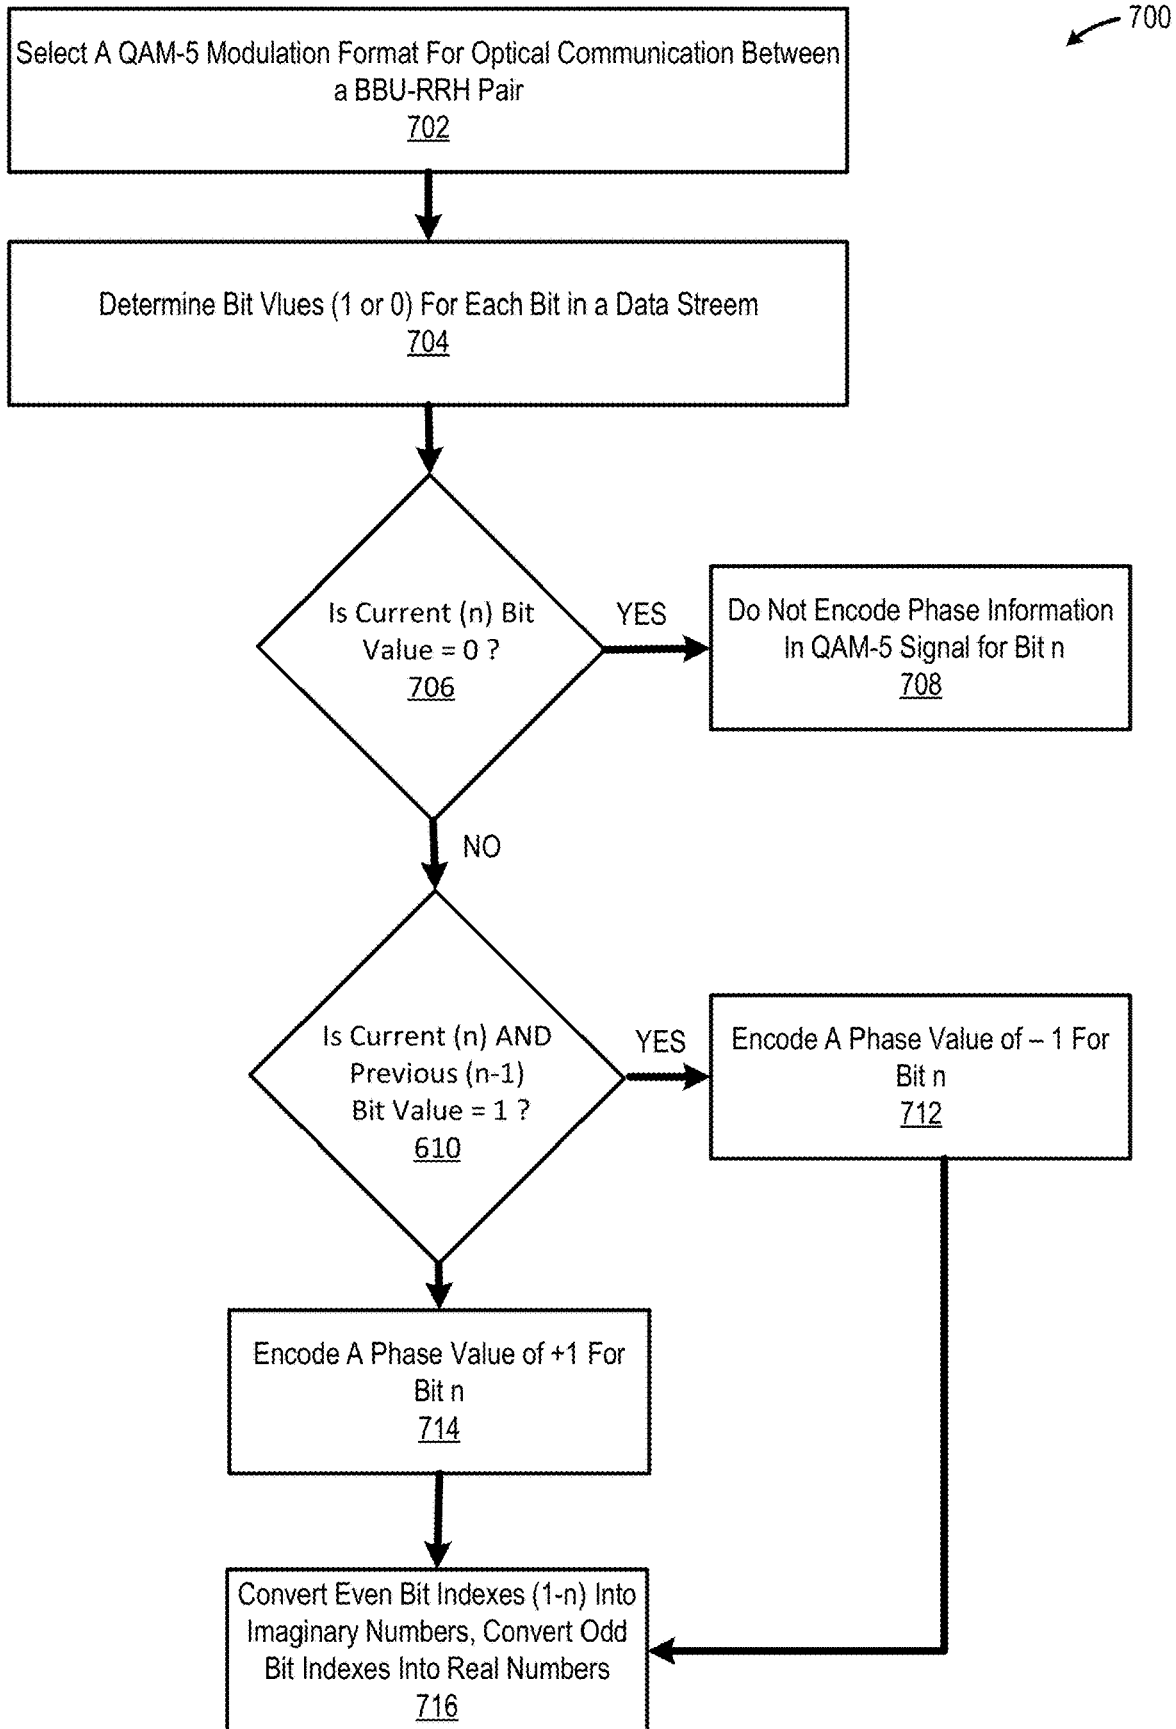 700
Select A QAM-5 Modulation Format For Optical Communication Between
a BBU-RRH Pair
702
Determine Bit Vlues (1 or 0) For Each Bit in a Data Streem
704
Is Current (n) Bit
Value = 0 ?
706
YES
Do Not Encode Phase Information
In QAM-5 Signal for Bit n
708
NO
Is Current (n) AND
Previous (n-1)
Bit Value = 1 ?
610
YES
Encode A Phase Value of – 1 For
Bit n
712
Encode A Phase Value of +1 For
Bit n
714
Convert Even Bit Indexes (1-n) Into
Imaginary Numbers, Convert Odd
Bit Indexes Into Real Numbers
716